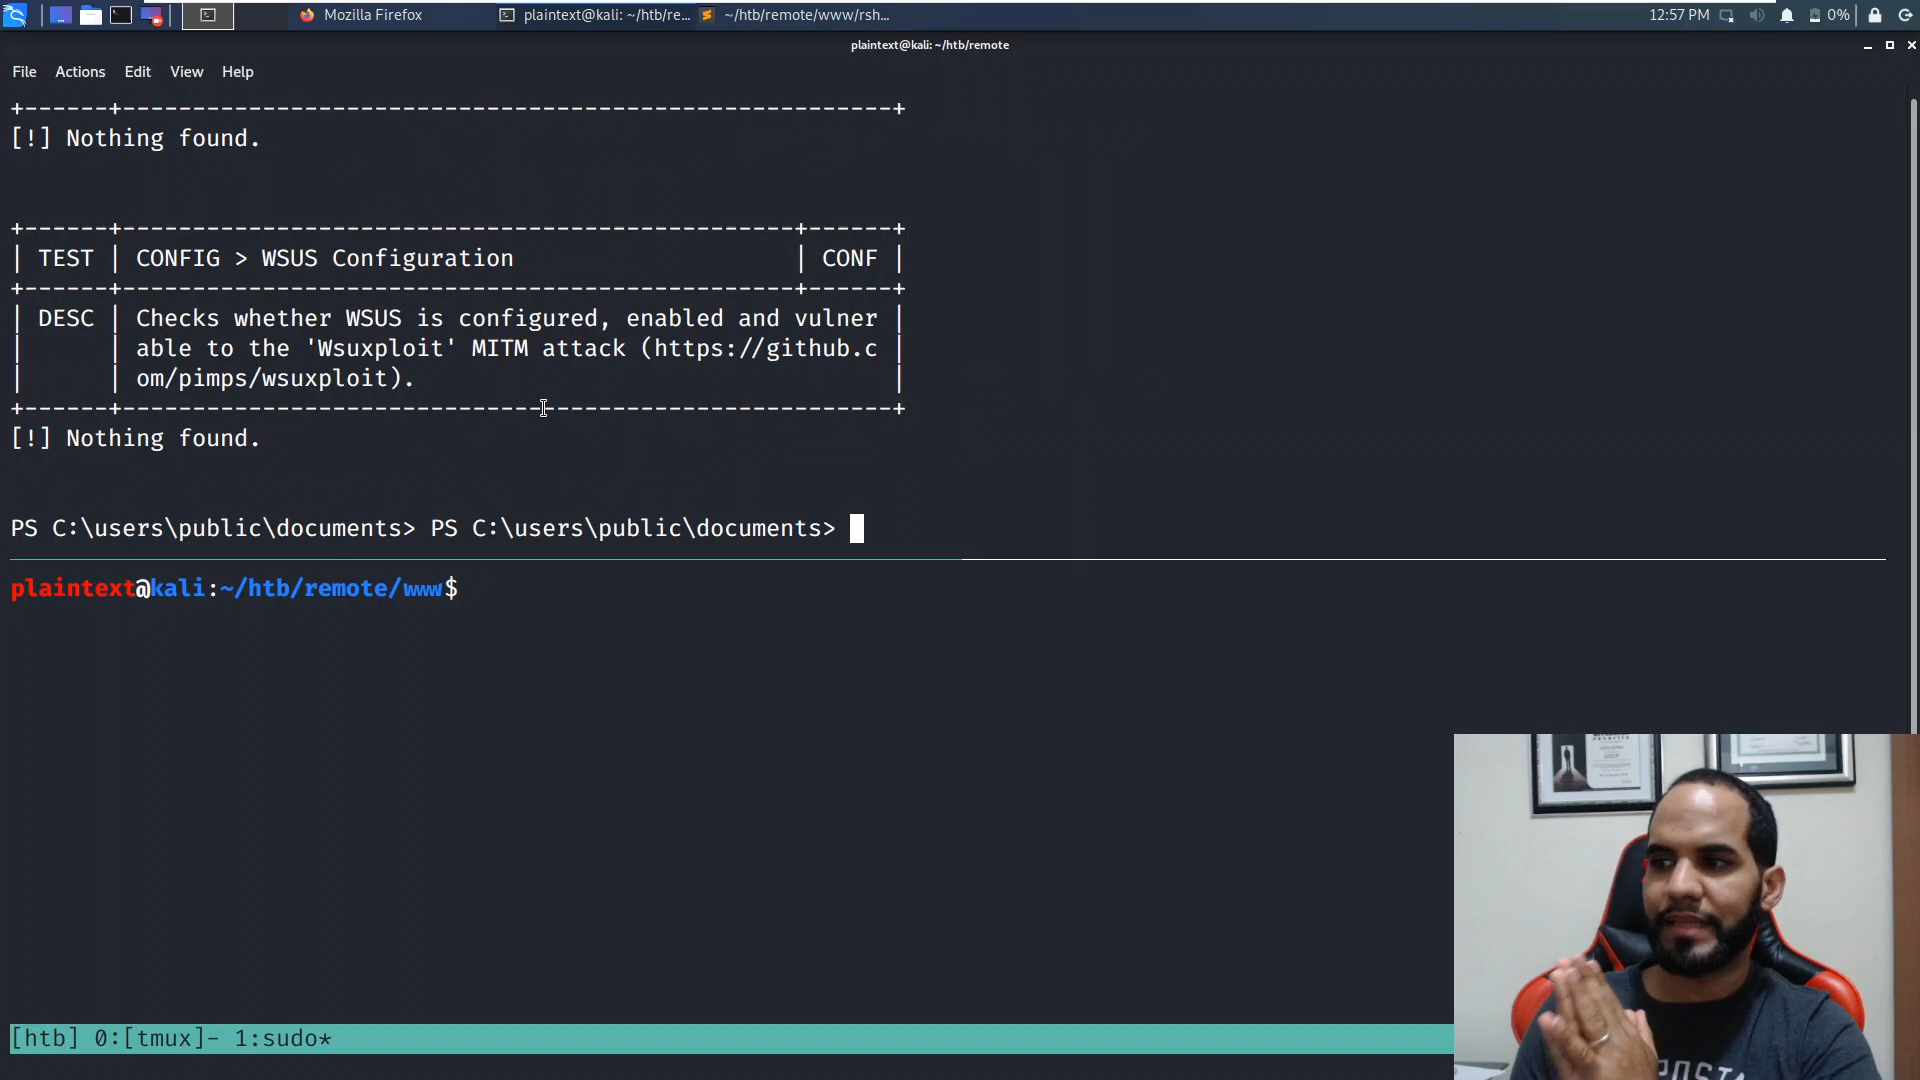 Mozilla Firefox
plaintext@kali: ~/htb/re...
~/htb/remote/www/rsh...
12:57 PM
0%
plaintext@kali: ~/htb/remote
File Actions Edit View Help
+------+------------------------------------------------+------+
[!] Nothing found.
+------+------------------------------------------------+------+
| TEST | CONFIG > WSUS Configuration | CONF |
+------+------------------------------------------------+------+
| DESC | Checks whether WSUS is configured, enabled and vulner |
| | able to the 'Wsuxploit' MITM attack (https://github.c |
| | om/pimps/wsuxploit). |
+------+-------------------------------------------------------+
[!] Nothing found.
PS C:\users\public\documents> PS C:\users\public\documents>
plaintext@kali:~/htb/remote/www$
[htb] 0:[tmux]- 1:sudo*
OSCP